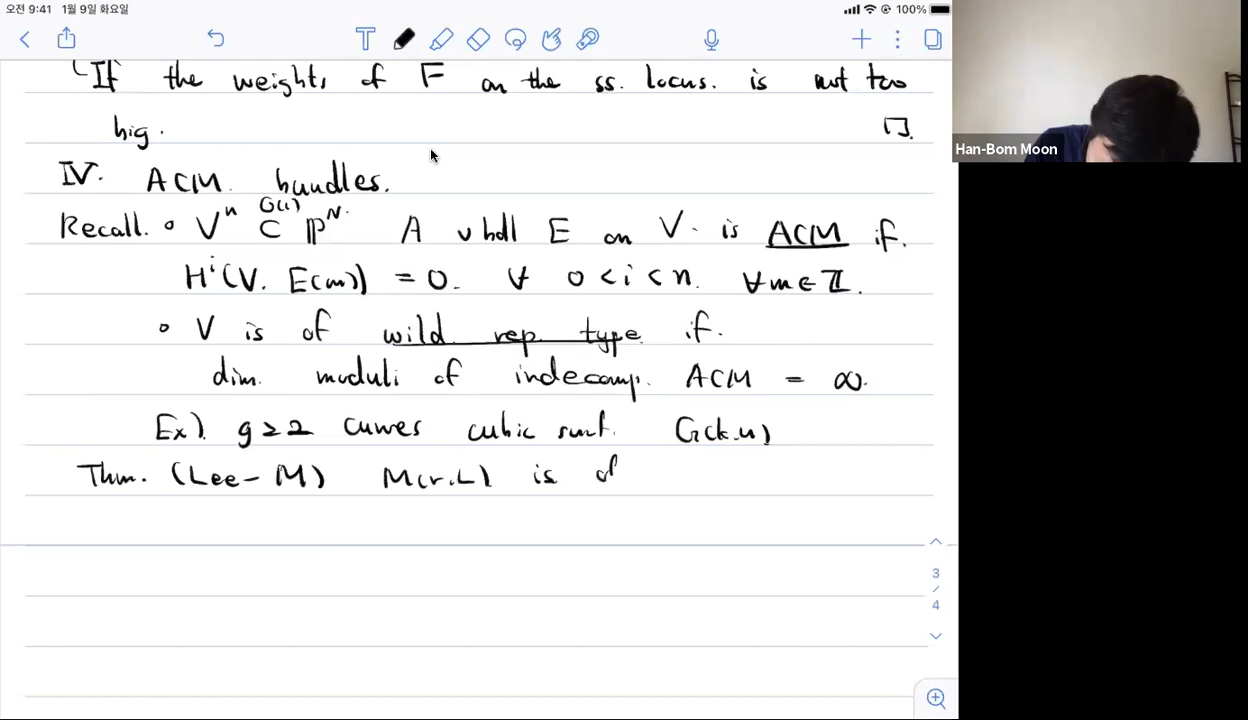 오전 9:41 1월 9일 화요일
100%
(If the weights of F on the ss. locus. is not too
big. □.
IV. ACM bundles.
Recall. ∘ Vⁿ ⊂ ℙᴺ. A v bdl E on V. is ACM if.
O(1)
Hⁱ(V. E(m)) = 0. ∀ 0 < i < n. ∀m ∈ ℤ.
∘ V is of wild rep. type if.
dim. moduli of indecomp. ACM = ∞.
Ex). g ≥ 2 curves cubic surf. G(k.n)
Thm. (Lee - M) M(r.L) is of
Han-Bom Moon
3
/
4